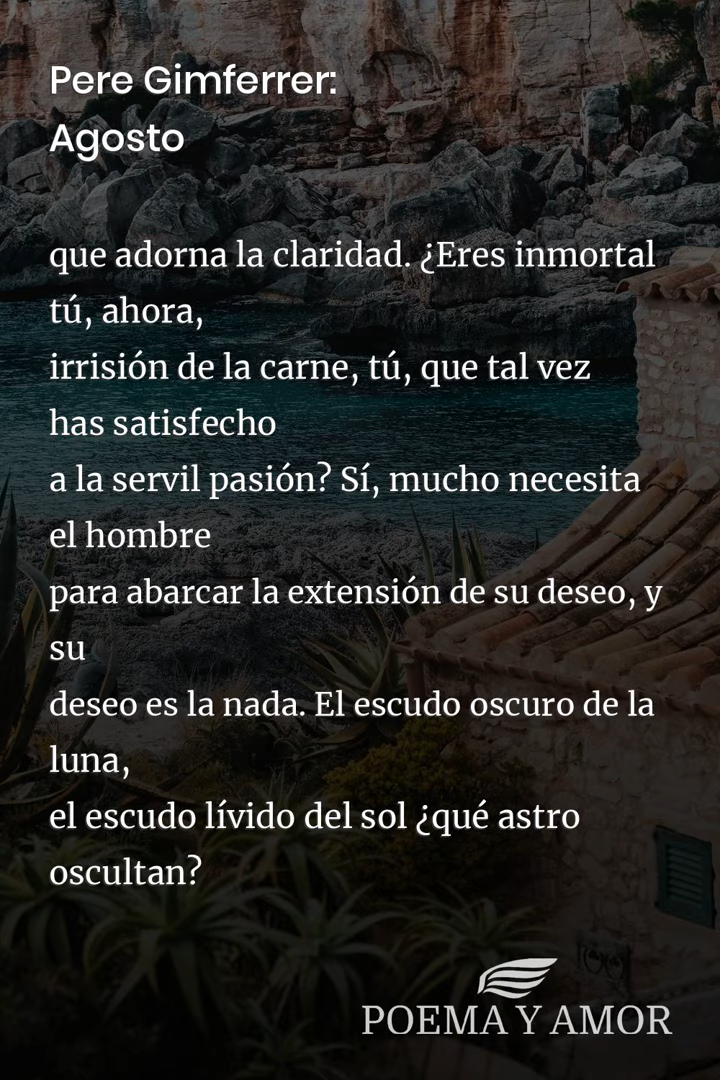 Pere Gimferrer:
Agosto
que adorna la claridad. ¿Eres inmortal
tú, ahora,
irrisión de la carne, tú, que tal vez
has satisfecho
a la servil pasión? Sí, mucho necesita
el hombre
para abarcar la extensión de su deseo, y
su
deseo es la nada. El escudo oscuro de la
luna,
el escudo lívido del sol ¿qué astro
oscultan?
POEMA Y AMOR